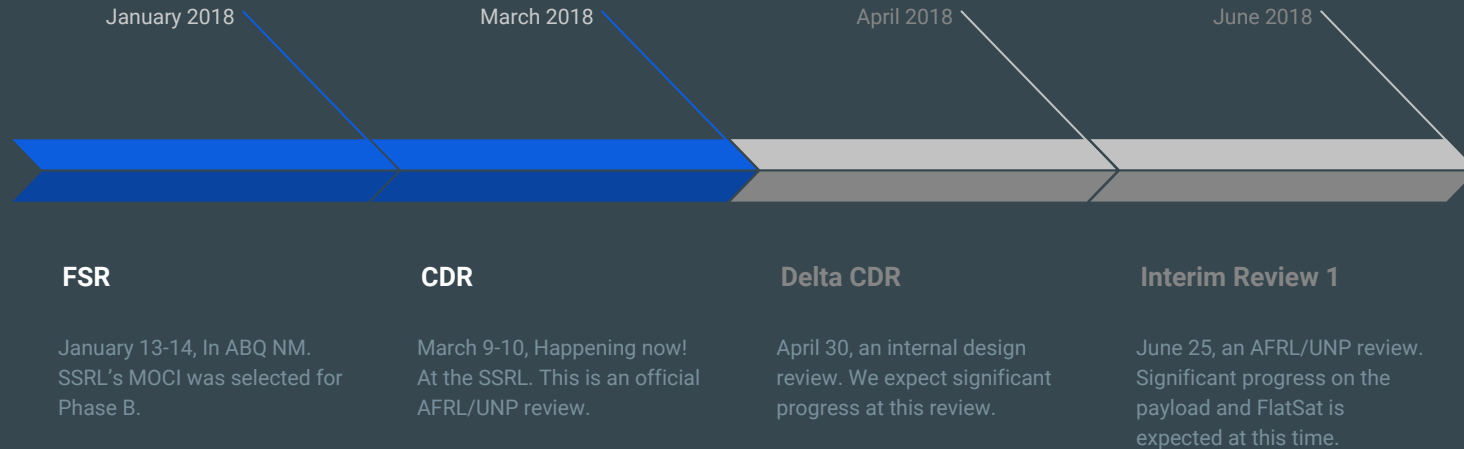 January 2018
March 2018
April 2018
June 2018
FSR
CDR
Delta CDR
Interim Review 1
January 13-14, In ABQ NM.
SSRL's MOCI was selected for
Phase B.
March 9-10, Happening now!
At the SSRL. This is an official
AFRL/UNP review.
April 30, an internal design
review. We expect significant
progress at this review.
June 25, an AFRL/UNP review.
Significant progress on the
payload and FlatSat is
expected at this time.